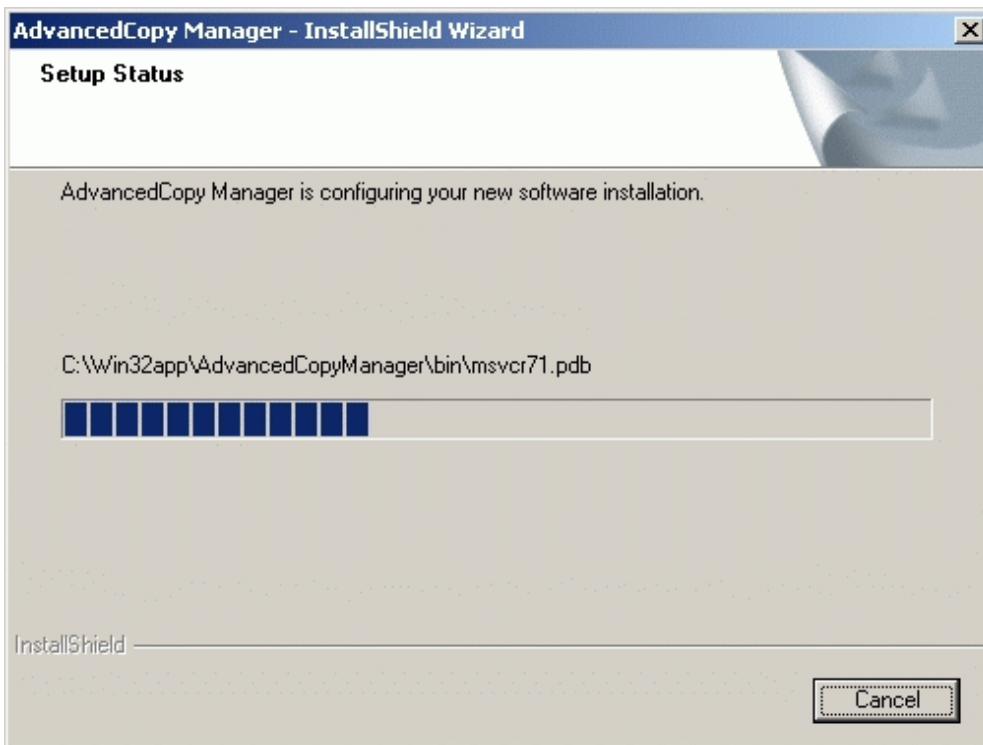 AdvancedCopy Manager - InstallShield Wizard
Setup Status
AdvancedCopy Manager is configuring your new software installation.
C:\Win32app\AdvancedCopyManager\bin\msvcr71.pdb
InstallShield
Cancel